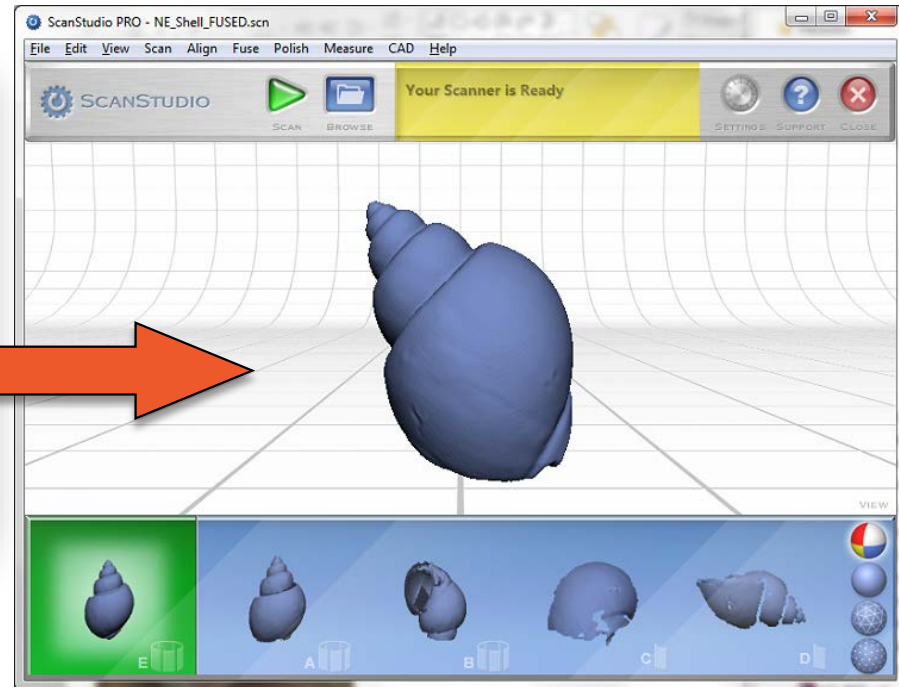 ScanStudio PRO - NE_Shell_FUSED.scn
File Edit View Scan Align Fuse Polish Measure CAD Help
SCANSTUDIO
SCAN
BROWSE
Your Scanner is Ready
SETTINGS
SUPPORT
CLOSE
VIEW
E
A
B
C
D